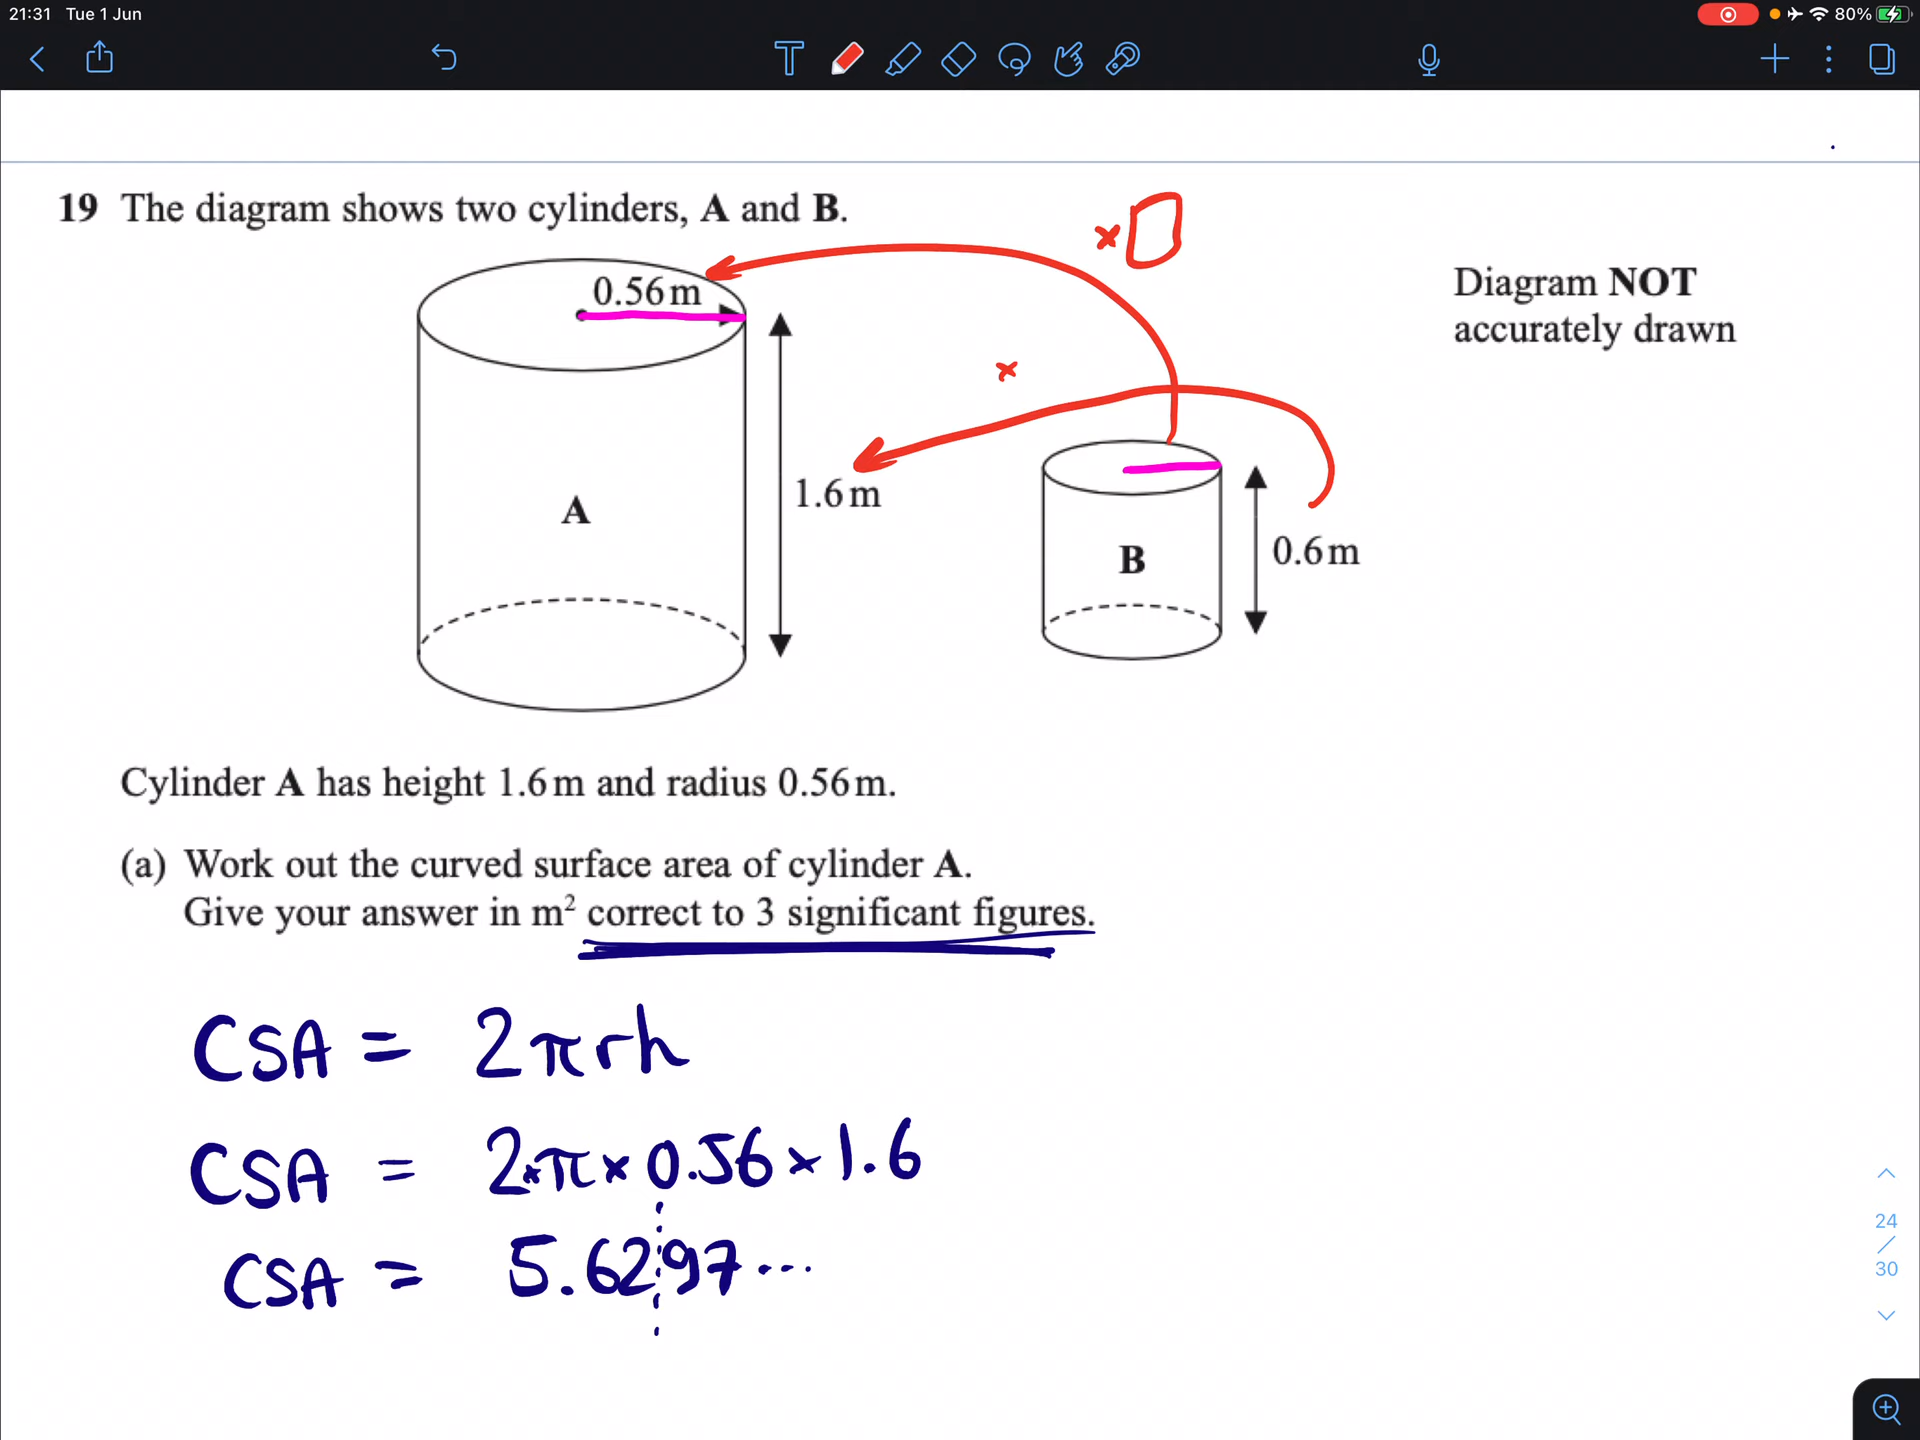 21:31 Tue 1 Jun
80%
19 The diagram shows two cylinders, A and B.
×
Diagram NOT
accurately drawn
0.56 m
×
A
1.6 m
B
0.6 m
Cylinder A has height 1.6 m and radius 0.56 m.
(a) Work out the curved surface area of cylinder A.
Give your answer in m² correct to 3 significant figures.
CSA = 2πrh
CSA = 2×π×0.56×1.6
CSA = 5.6297...
24
/
30